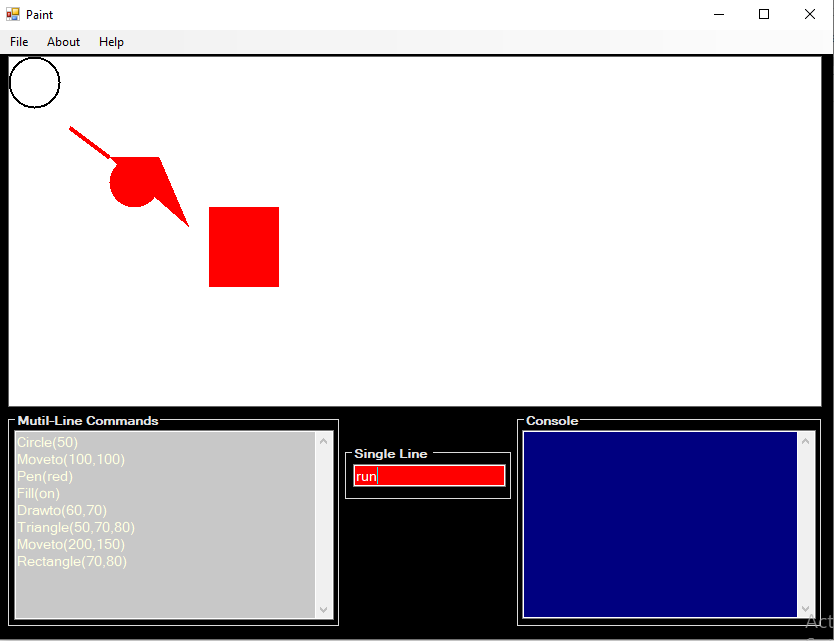 Paint
File About Help
Mutil-Line Commands
Circle(50)
Moveto(100,100)
Pen(red)
Fill(on)
Drawto(60,70)
Triangle(50,70,80)
Moveto(200,150)
Rectangle(70,80)
Single Line
run
Console
Act